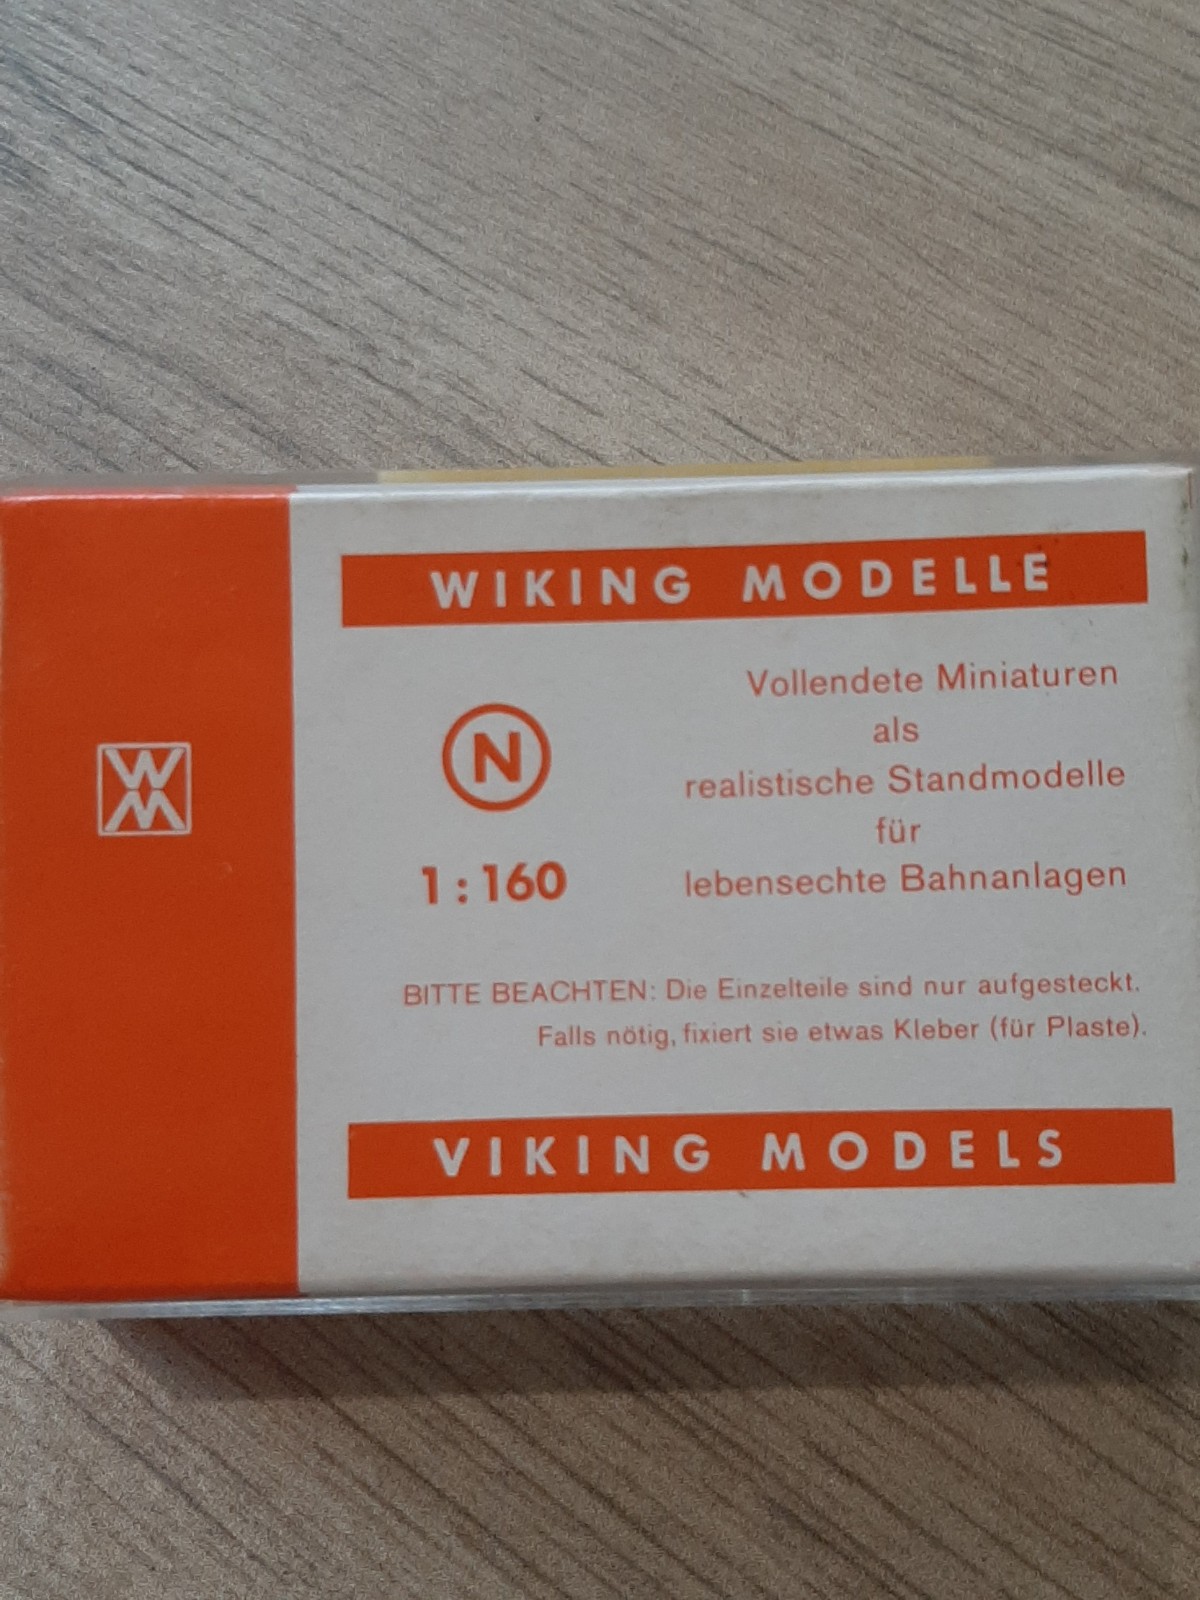 WIKING MODELLE
Vollendete Miniaturen
als
realistische Standmodelle
für
lebensechte Bahnanlagen
N
1:160
WM
BITTE BEACHTEN: Die Einzelteile sind nur aufgesteckt.
Falls nötig, fixiert sie etwas Kleber (für Plaste).
VIKING MODELS